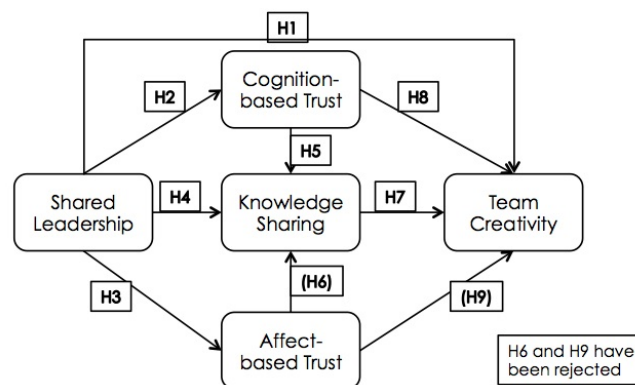 H1
Cognition-
based Trust
H2
H8
H5
Shared
Leadership
H4
Knowledge
Sharing
H7
Team
Creativity
H3
(H6)
(H9)
Affect-
based Trust
H6 and H9 have
been rejected